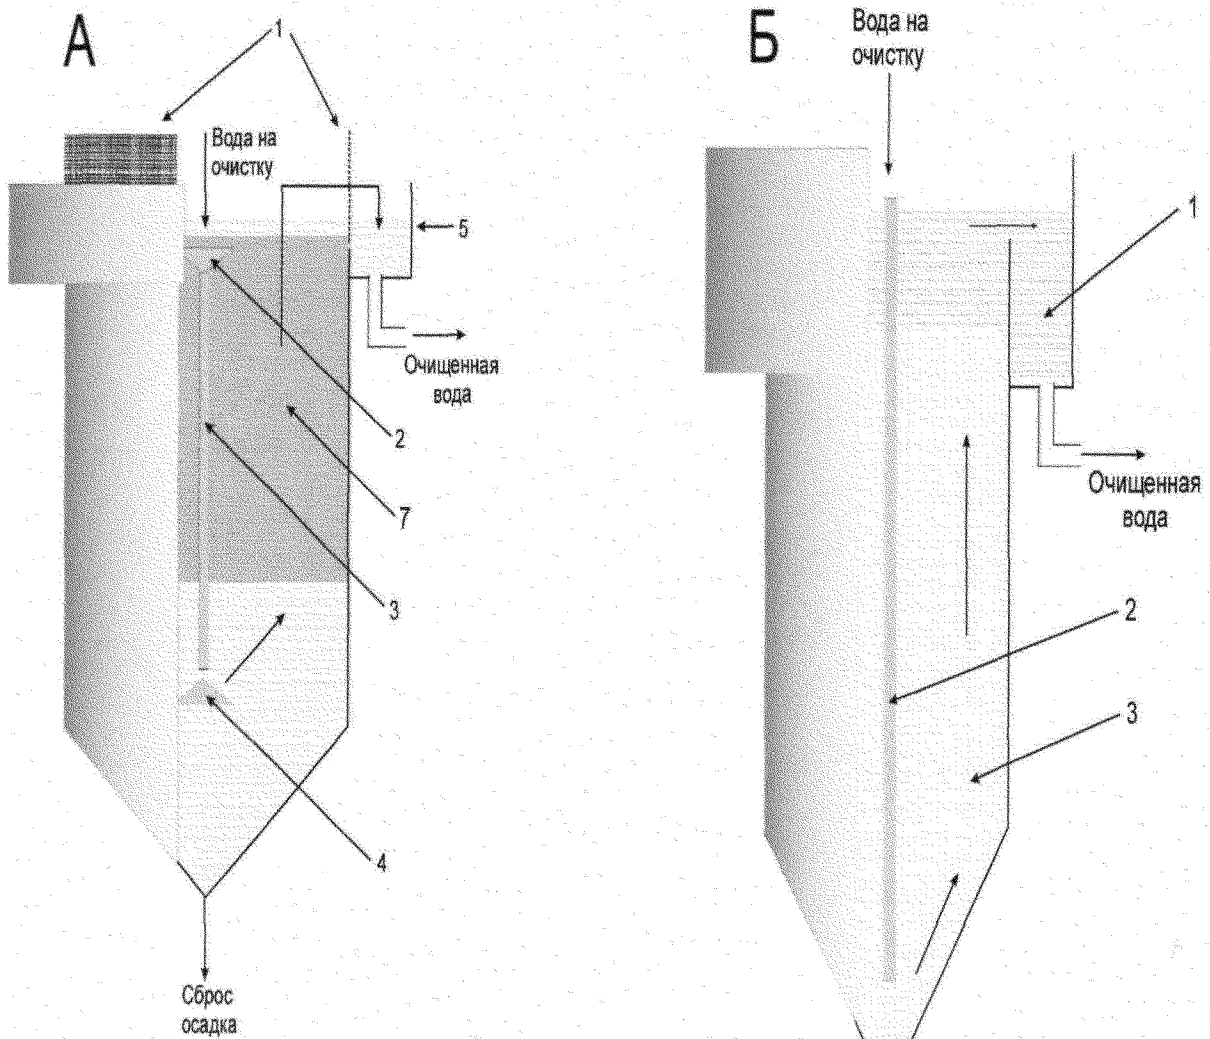 А
1
Вода на
очистку
5
Очищенная
вода
2
7
3
4
Сброс
осадка
Б
Вода на
очистку
1
Очищенная
вода
2
3